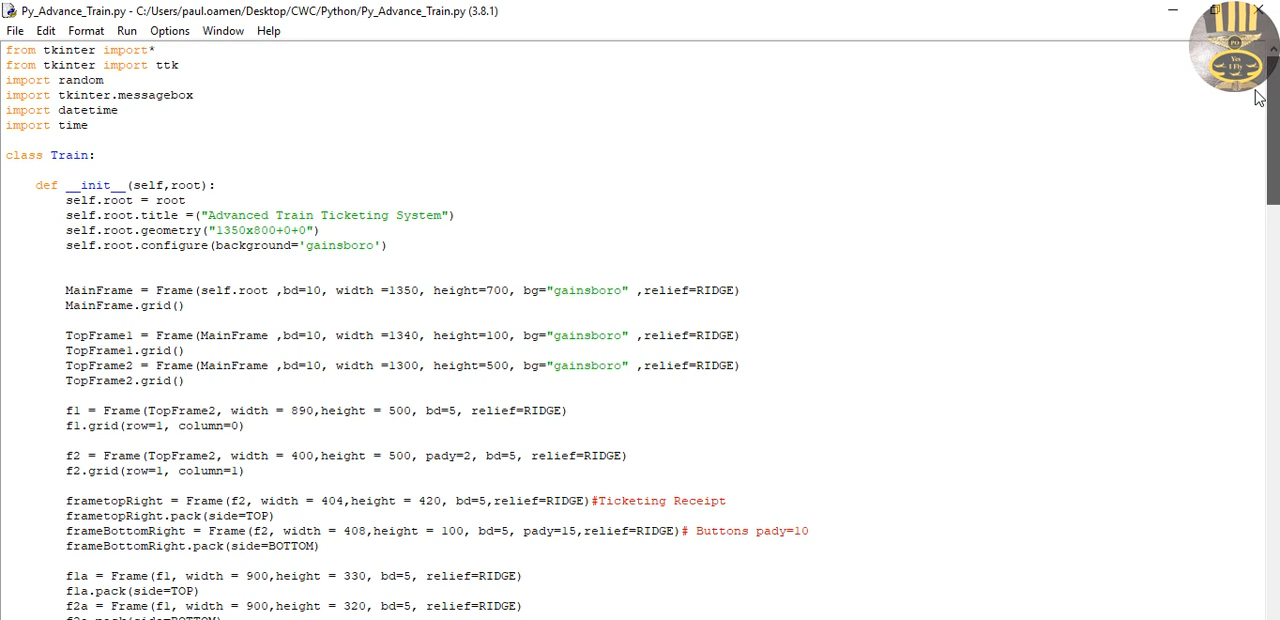 Py_Advance_Train.py - C:/Users/paul.oamen/Desktop/CWC/Python/Py_Advance_Train.py (3.8.1)
File Edit Format Run Options Window Help
from tkinter import*
from tkinter import ttk
import random
import tkinter.messagebox
import datetime
import time
class Train:
def __init__(self,root):
self.root = root
self.root.title =("Advanced Train Ticketing System")
self.root.geometry("1350x800+0+0")
self.root.configure(background='gainsboro')
MainFrame = Frame(self.root ,bd=10, width =1350, height=700, bg="gainsboro" ,relief=RIDGE)
MainFrame.grid()
TopFrame1 = Frame(MainFrame ,bd=10, width =1340, height=100, bg="gainsboro" ,relief=RIDGE)
TopFrame1.grid()
TopFrame2 = Frame(MainFrame ,bd=10, width =1300, height=500, bg="gainsboro" ,relief=RIDGE)
TopFrame2.grid()
f1 = Frame(TopFrame2, width = 890,height = 500, bd=5, relief=RIDGE)
f1.grid(row=1, column=0)
f2 = Frame(TopFrame2, width = 400,height = 500, pady=2, bd=5, relief=RIDGE)
f2.grid(row=1, column=1)
frametopRight = Frame(f2, width = 404,height = 420, bd=5,relief=RIDGE)#Ticketing Receipt
frametopRight.pack(side=TOP)
frameBottomRight = Frame(f2, width = 408,height = 100, bd=5, pady=15,relief=RIDGE)# Buttons pady=10
frameBottomRight.pack(side=BOTTOM)
f1a = Frame(f1, width = 900,height = 330, bd=5, relief=RIDGE)
f1a.pack(side=TOP)
f2a = Frame(f1, width = 900,height = 320, bd=5, relief=RIDGE)
f2a.pack(side=BOTTOM)
PO
Yes
I Fly